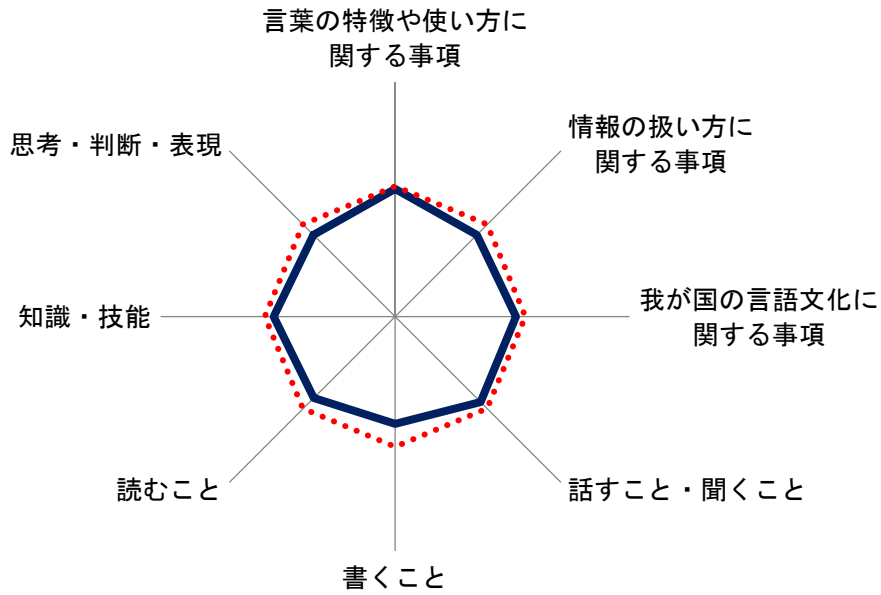 言葉の特徴や使い方に
関する事項
情報の扱い方に
関する事項
我が国の言語文化に
関する事項
話すこと・聞くこと
書くこと
読むこと
知識・技能
思考・判断・表現